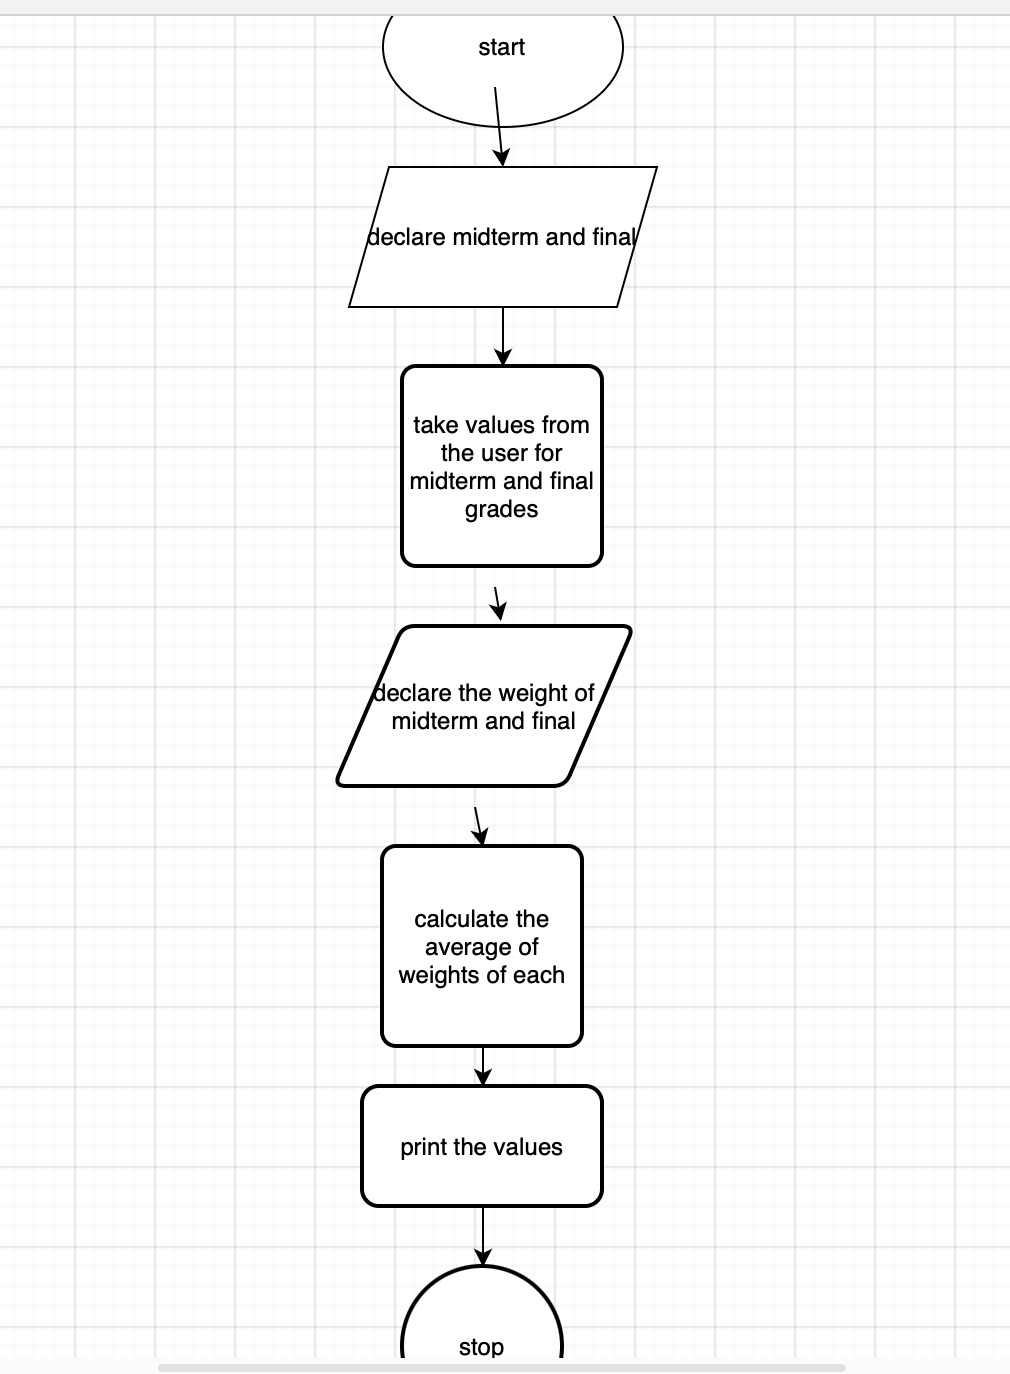 start
declare midterm and final
take values from
the user for
midterm and final
grades
declare the weight of
midterm and final
calculate the
average of
weights of each
print the values
stop